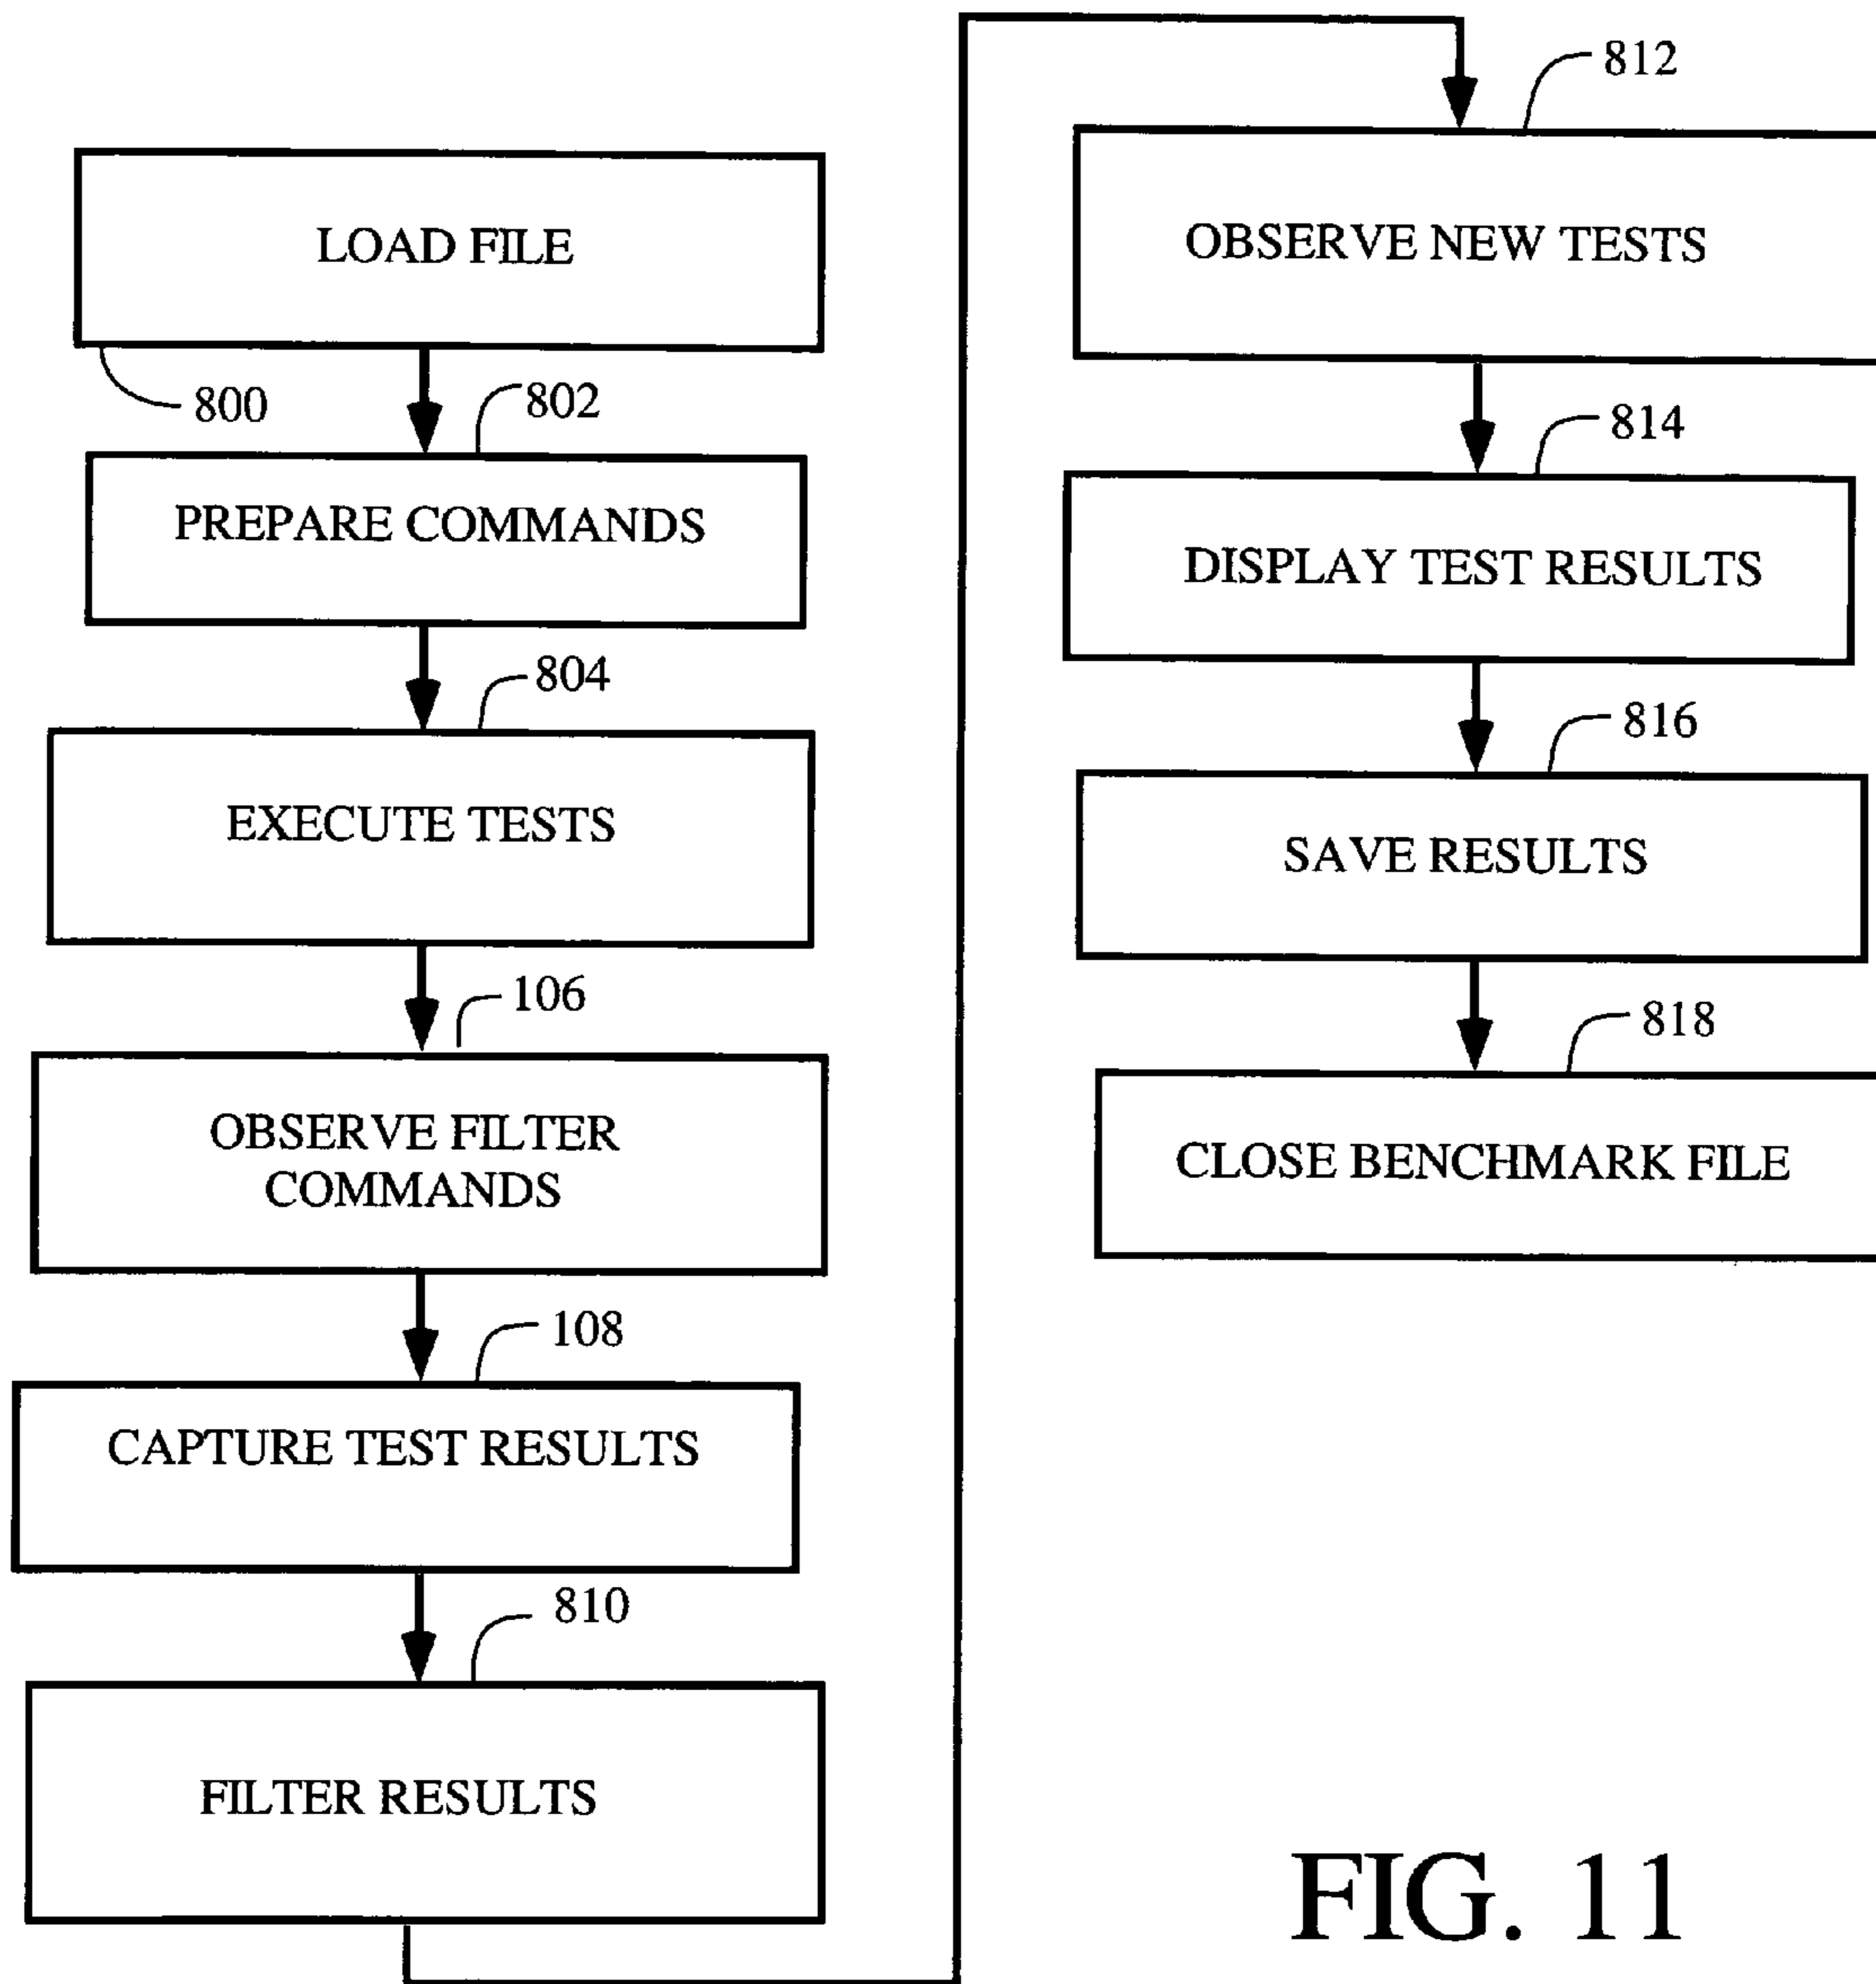 LOAD FILE
800
802
PREPARE COMMANDS
804
EXECUTE TESTS
106
OBSERVE FILTER
COMMANDS
108
CAPTURE TEST RESULTS
810
FILTER RESULTS
812
OBSERVE NEW TESTS
814
DISPLAY TEST RESULTS
816
SAVE RESULTS
818
CLOSE BENCHMARK FILE
FIG. 11